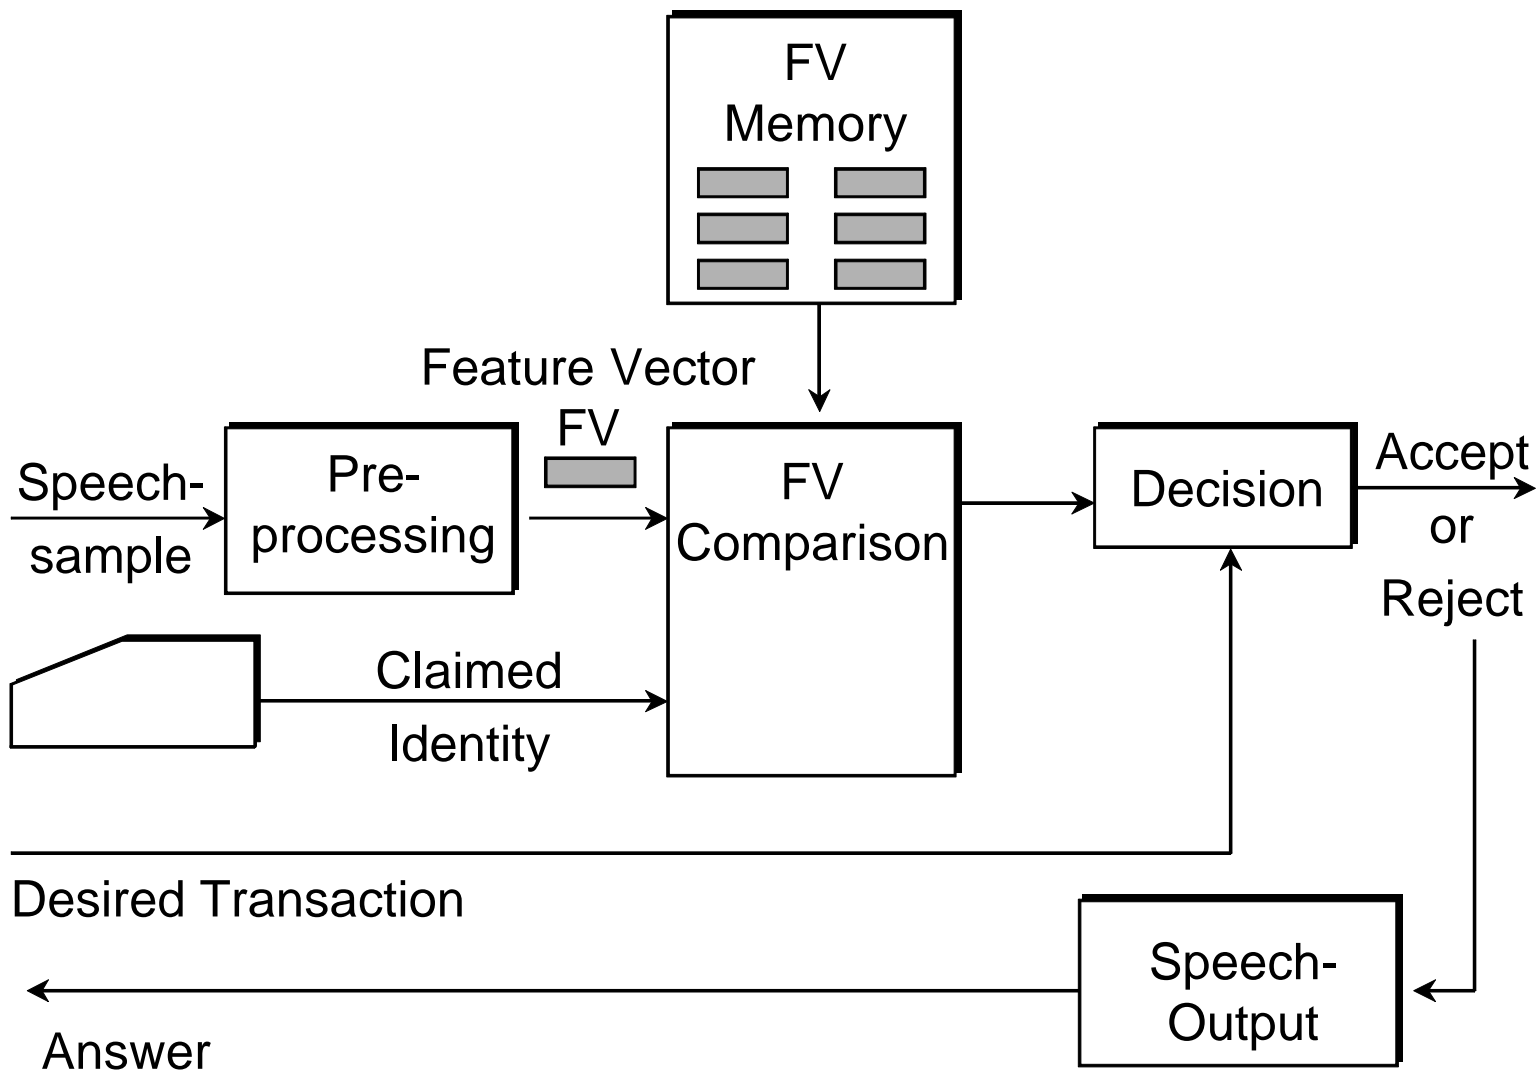 FV
Memory
Feature Vector
FV
Speech-
sample
Pre-
processing
FV
Comparison
Decision
Accept
or
Reject
Claimed
Identity
Desired Transaction
Speech-
Output
Answer